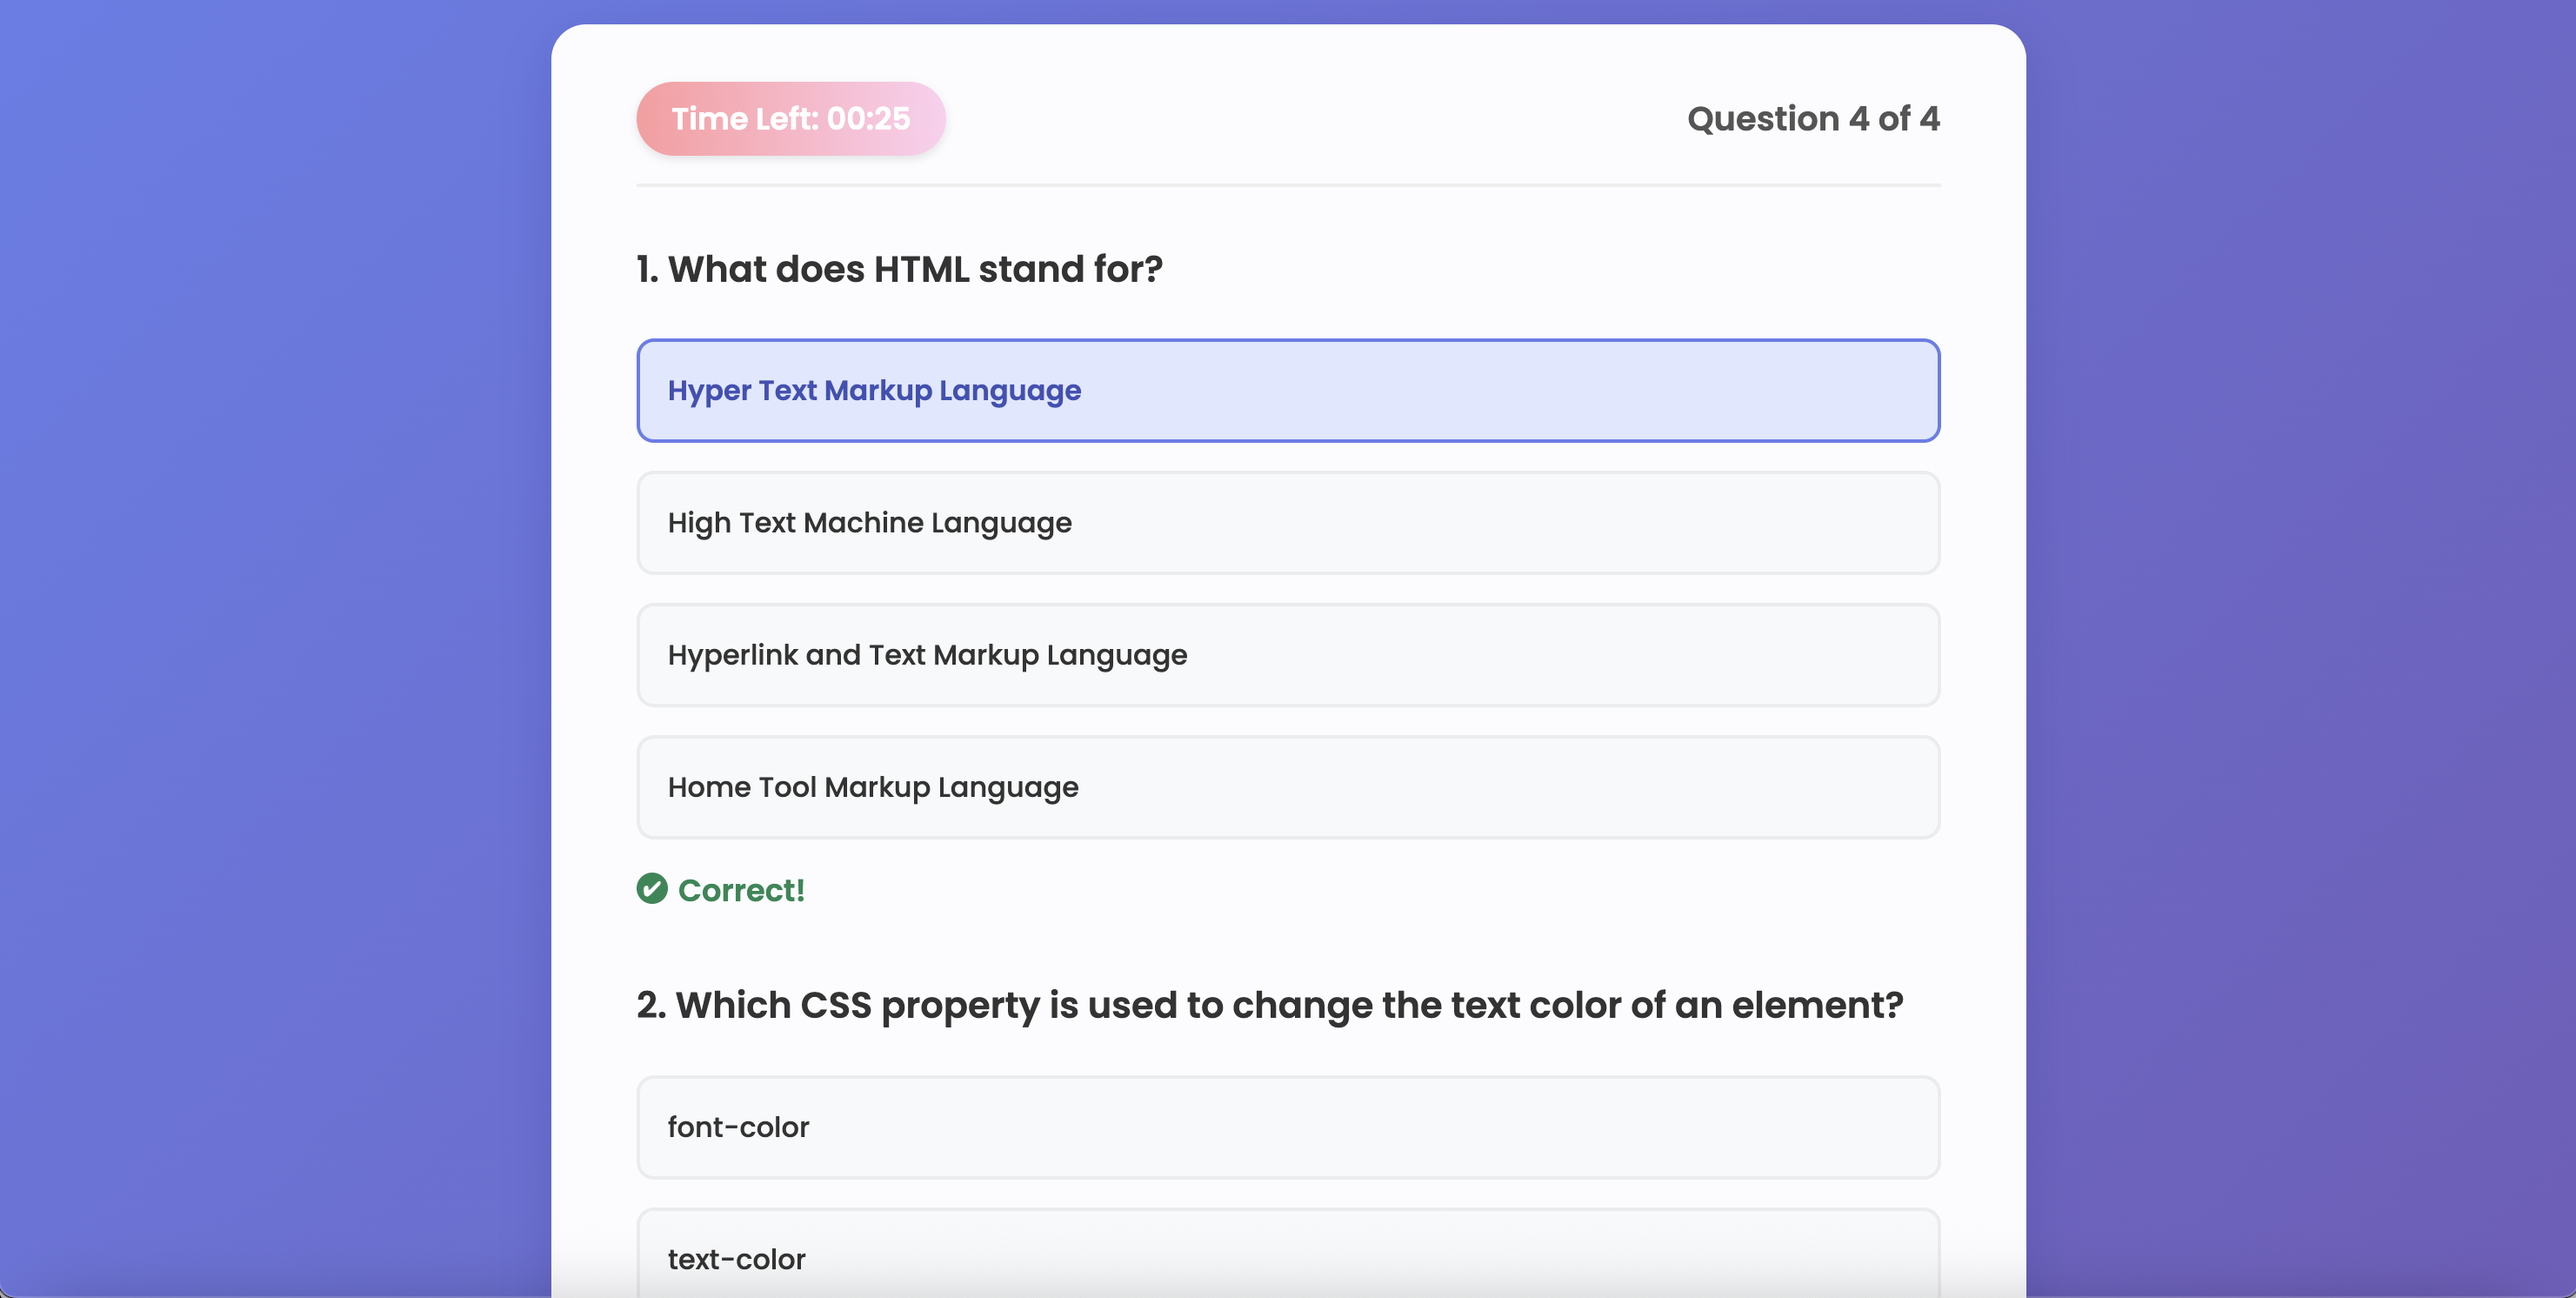 Time Left: 00:25
Question 4 of 4
1. What does HTML stand for?
Hyper Text Markup Language
High Text Machine Language
Hyperlink and Text Markup Language
Home Tool Markup Language
Correct!
2. Which CSS property is used to change the text color of an element?
font-color
text-color